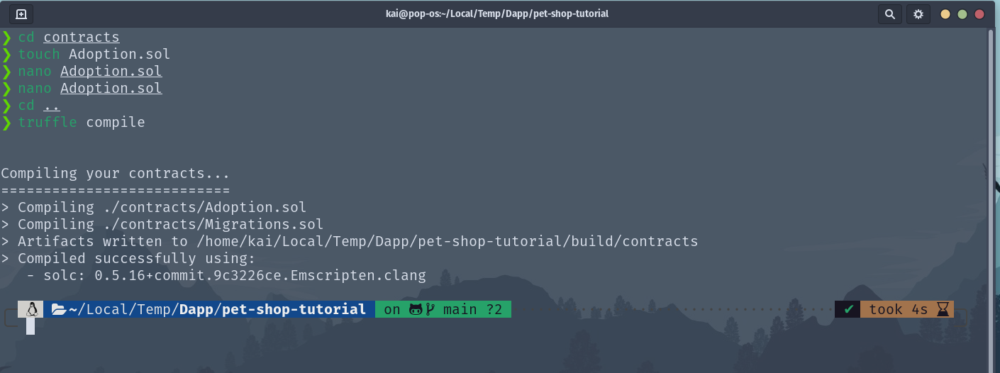 kai@pop-os:~/Local/Temp/Dapp/pet-shop-tutorial
❯ cd contracts
❯ touch Adoption.sol
❯ nano Adoption.sol
❯ nano Adoption.sol
❯ cd ..
❯ truffle compile
Compiling your contracts...
===========================
> Compiling ./contracts/Adoption.sol
> Compiling ./contracts/Migrations.sol
> Artifacts written to /home/kai/Local/Temp/Dapp/pet-shop-tutorial/build/contracts
> Compiled successfully using:
   - solc: 0.5.16+commit.9c3226ce.Emscripten.clang
~/Local/Temp/Dapp/pet-shop-tutorial on main ?2 ✔ took 4s